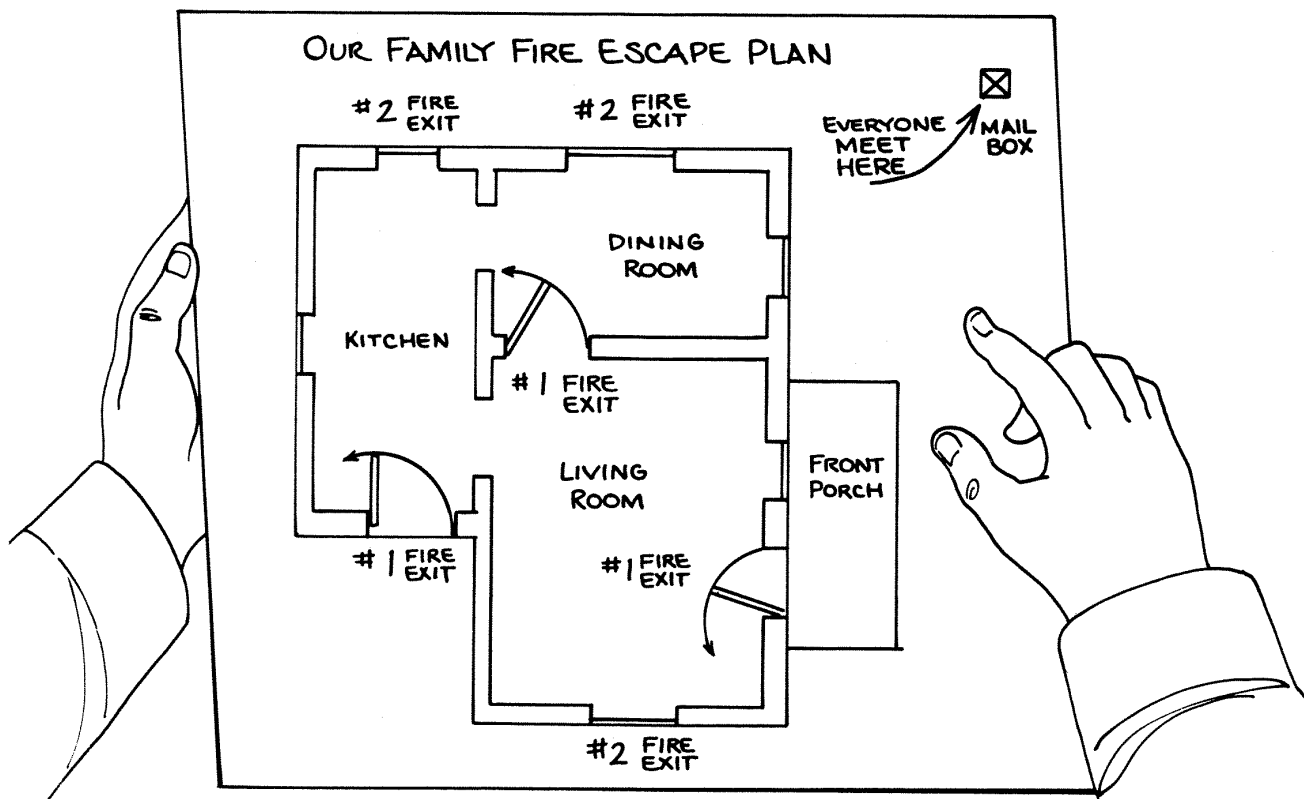 OUR FAMILY FIRE ESCAPE PLAN
#2 FIRE
EXIT
#2 FIRE
EXIT
EVERYONE
MEET
HERE
MAIL
BOX
DINING
ROOM
KITCHEN
#1 FIRE
EXIT
LIVING
ROOM
FRONT
PORCH
#1 FIRE
EXIT
#1 FIRE
EXIT
#2 FIRE
EXIT